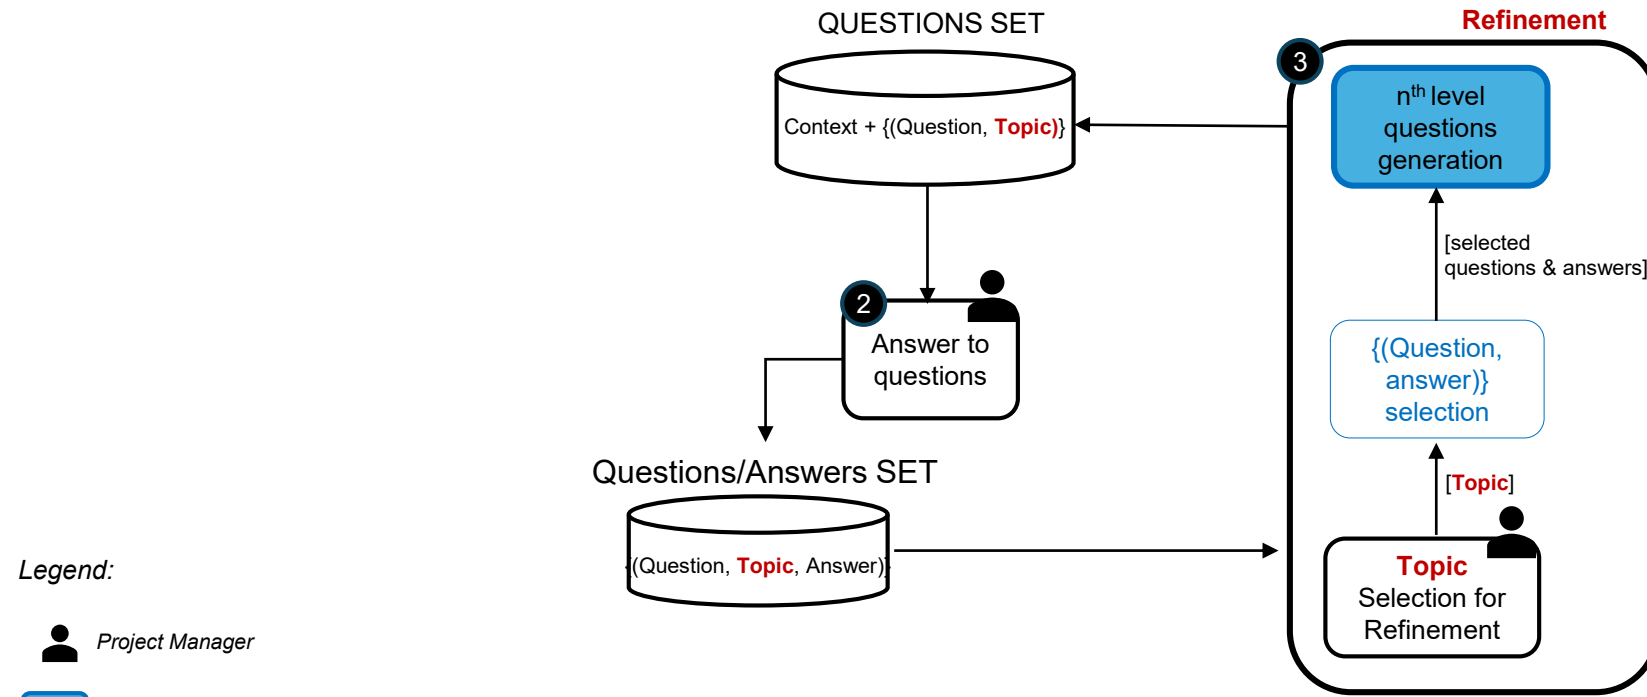 QUESTIONS SET
Refinement
3
nth level
questions
generation
Context + {(Question, Topic)}
[selected
questions & answers]
2
Answer to
questions
{(Question,
answer)}
selection
Questions/Answers SET
[Topic]
{(Question, Topic, Answer)}
Topic
Selection for
Refinement
Legend:
Project Manager